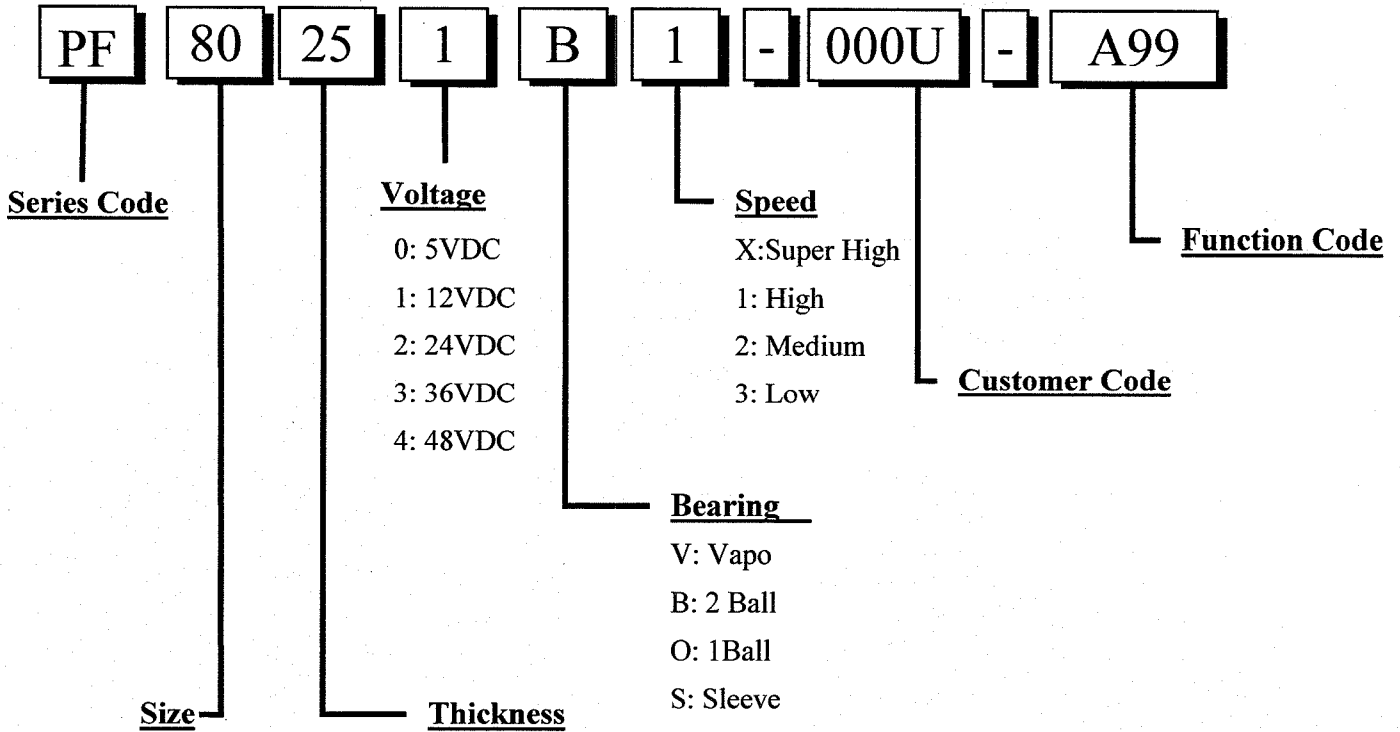 PF 80 25 1 B 1 - 000U - A99
Series Code
Voltage
0: 5VDC
1: 12VDC
2: 24VDC
3: 36VDC
4: 48VDC
Speed
X:Super High
1: High
2: Medium
3: Low
Function Code
Customer Code
Bearing
V: Vapo
B: 2 Ball
O: 1Ball
S: Sleeve
Size
Thickness